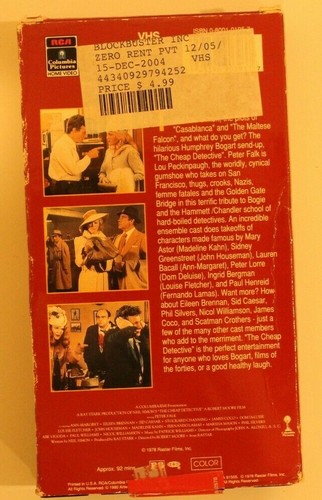 VHS
RCA
Columbia
Pictures
HOME VIDEO
BLOCKBUSTER INC
ZERO RENT PVT 12/05/
15-DEC-2004 VHS
44340929794252
PRICE $ 4.99
"Casablanca" and "The Maltese
Falcon", and what do you get? The
hilarious Humphrey Bogart send-up,
"The Cheap Detective". Peter Falk is
Lou Peckinpaugh, the worldly, cynical
gumshoe who takes on San
Francisco, thugs, crooks, Nazis,
femme fatales and the Golden Gate
Bridge in this terrific tribute to Bogie
and the Hammett /Chandler school of
hard-boiled detectives. An incredible
ensemble cast does takeoffs of
characters made famous by Mary
Astor (Madeline Kahn), Sidney
Greenstreet (John Houseman), Lauren
Bacall (Ann-Margret), Peter Lorre
(Dom Deluise), Ingrid Bergman
(Louise Fletcher), and Paul Henreid
(Fernando Lamas). Want more? How
about Eileen Brennan, Sid Caesar,
Phil Silvers, Nicol Williamson, James
Coco, and Scatman Crothers - just
a few of the many other cast members
who add to the merriment. "The Cheap
Detective" is the perfect entertainment
for anyone who loves Bogart, films of
the forties, or a good healthy laugh.
Approx. 92 min.
COLOR
© 1978 Rastar Films, Inc.
Printed in U.S.A.